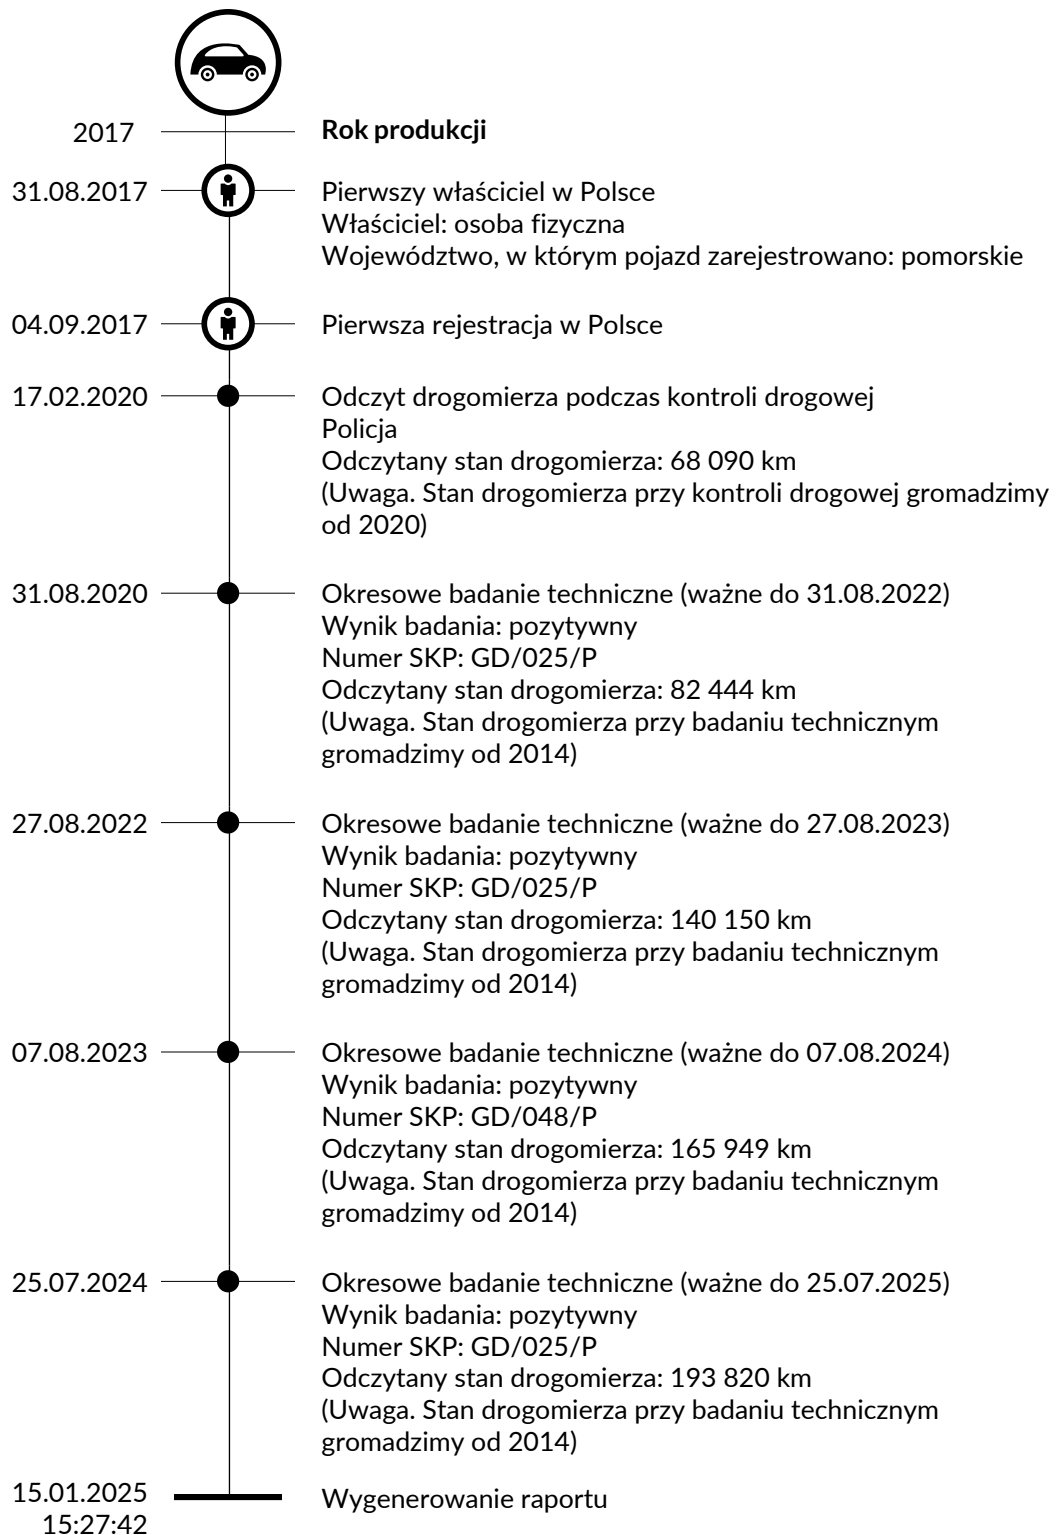 2017 Rok produkcji
31.08.2017 Pierwszy właściciel w Polsce
Właściciel: osoba fizyczna
Województwo, w którym pojazd zarejestrowano: pomorskie
04.09.2017 Pierwsza rejestracja w Polsce
17.02.2020 Odczyt drogomierza podczas kontroli drogowej
Policja
Odczytany stan drogomierza: 68 090 km
(Uwaga. Stan drogomierza przy kontroli drogowej gromadzimy
od 2020)
31.08.2020 Okresowe badanie techniczne (ważne do 31.08.2022)
Wynik badania: pozytywny
Numer SKP: GD/025/P
Odczytany stan drogomierza: 82 444 km
(Uwaga. Stan drogomierza przy badaniu technicznym
gromadzimy od 2014)
27.08.2022 Okresowe badanie techniczne (ważne do 27.08.2023)
Wynik badania: pozytywny
Numer SKP: GD/025/P
Odczytany stan drogomierza: 140 150 km
(Uwaga. Stan drogomierza przy badaniu technicznym
gromadzimy od 2014)
07.08.2023 Okresowe badanie techniczne (ważne do 07.08.2024)
Wynik badania: pozytywny
Numer SKP: GD/048/P
Odczytany stan drogomierza: 165 949 km
(Uwaga. Stan drogomierza przy badaniu technicznym
gromadzimy od 2014)
25.07.2024 Okresowe badanie techniczne (ważne do 25.07.2025)
Wynik badania: pozytywny
Numer SKP: GD/025/P
Odczytany stan drogomierza: 193 820 km
(Uwaga. Stan drogomierza przy badaniu technicznym
gromadzimy od 2014)
15.01.2025 Wygenerowanie raportu
15:27:42